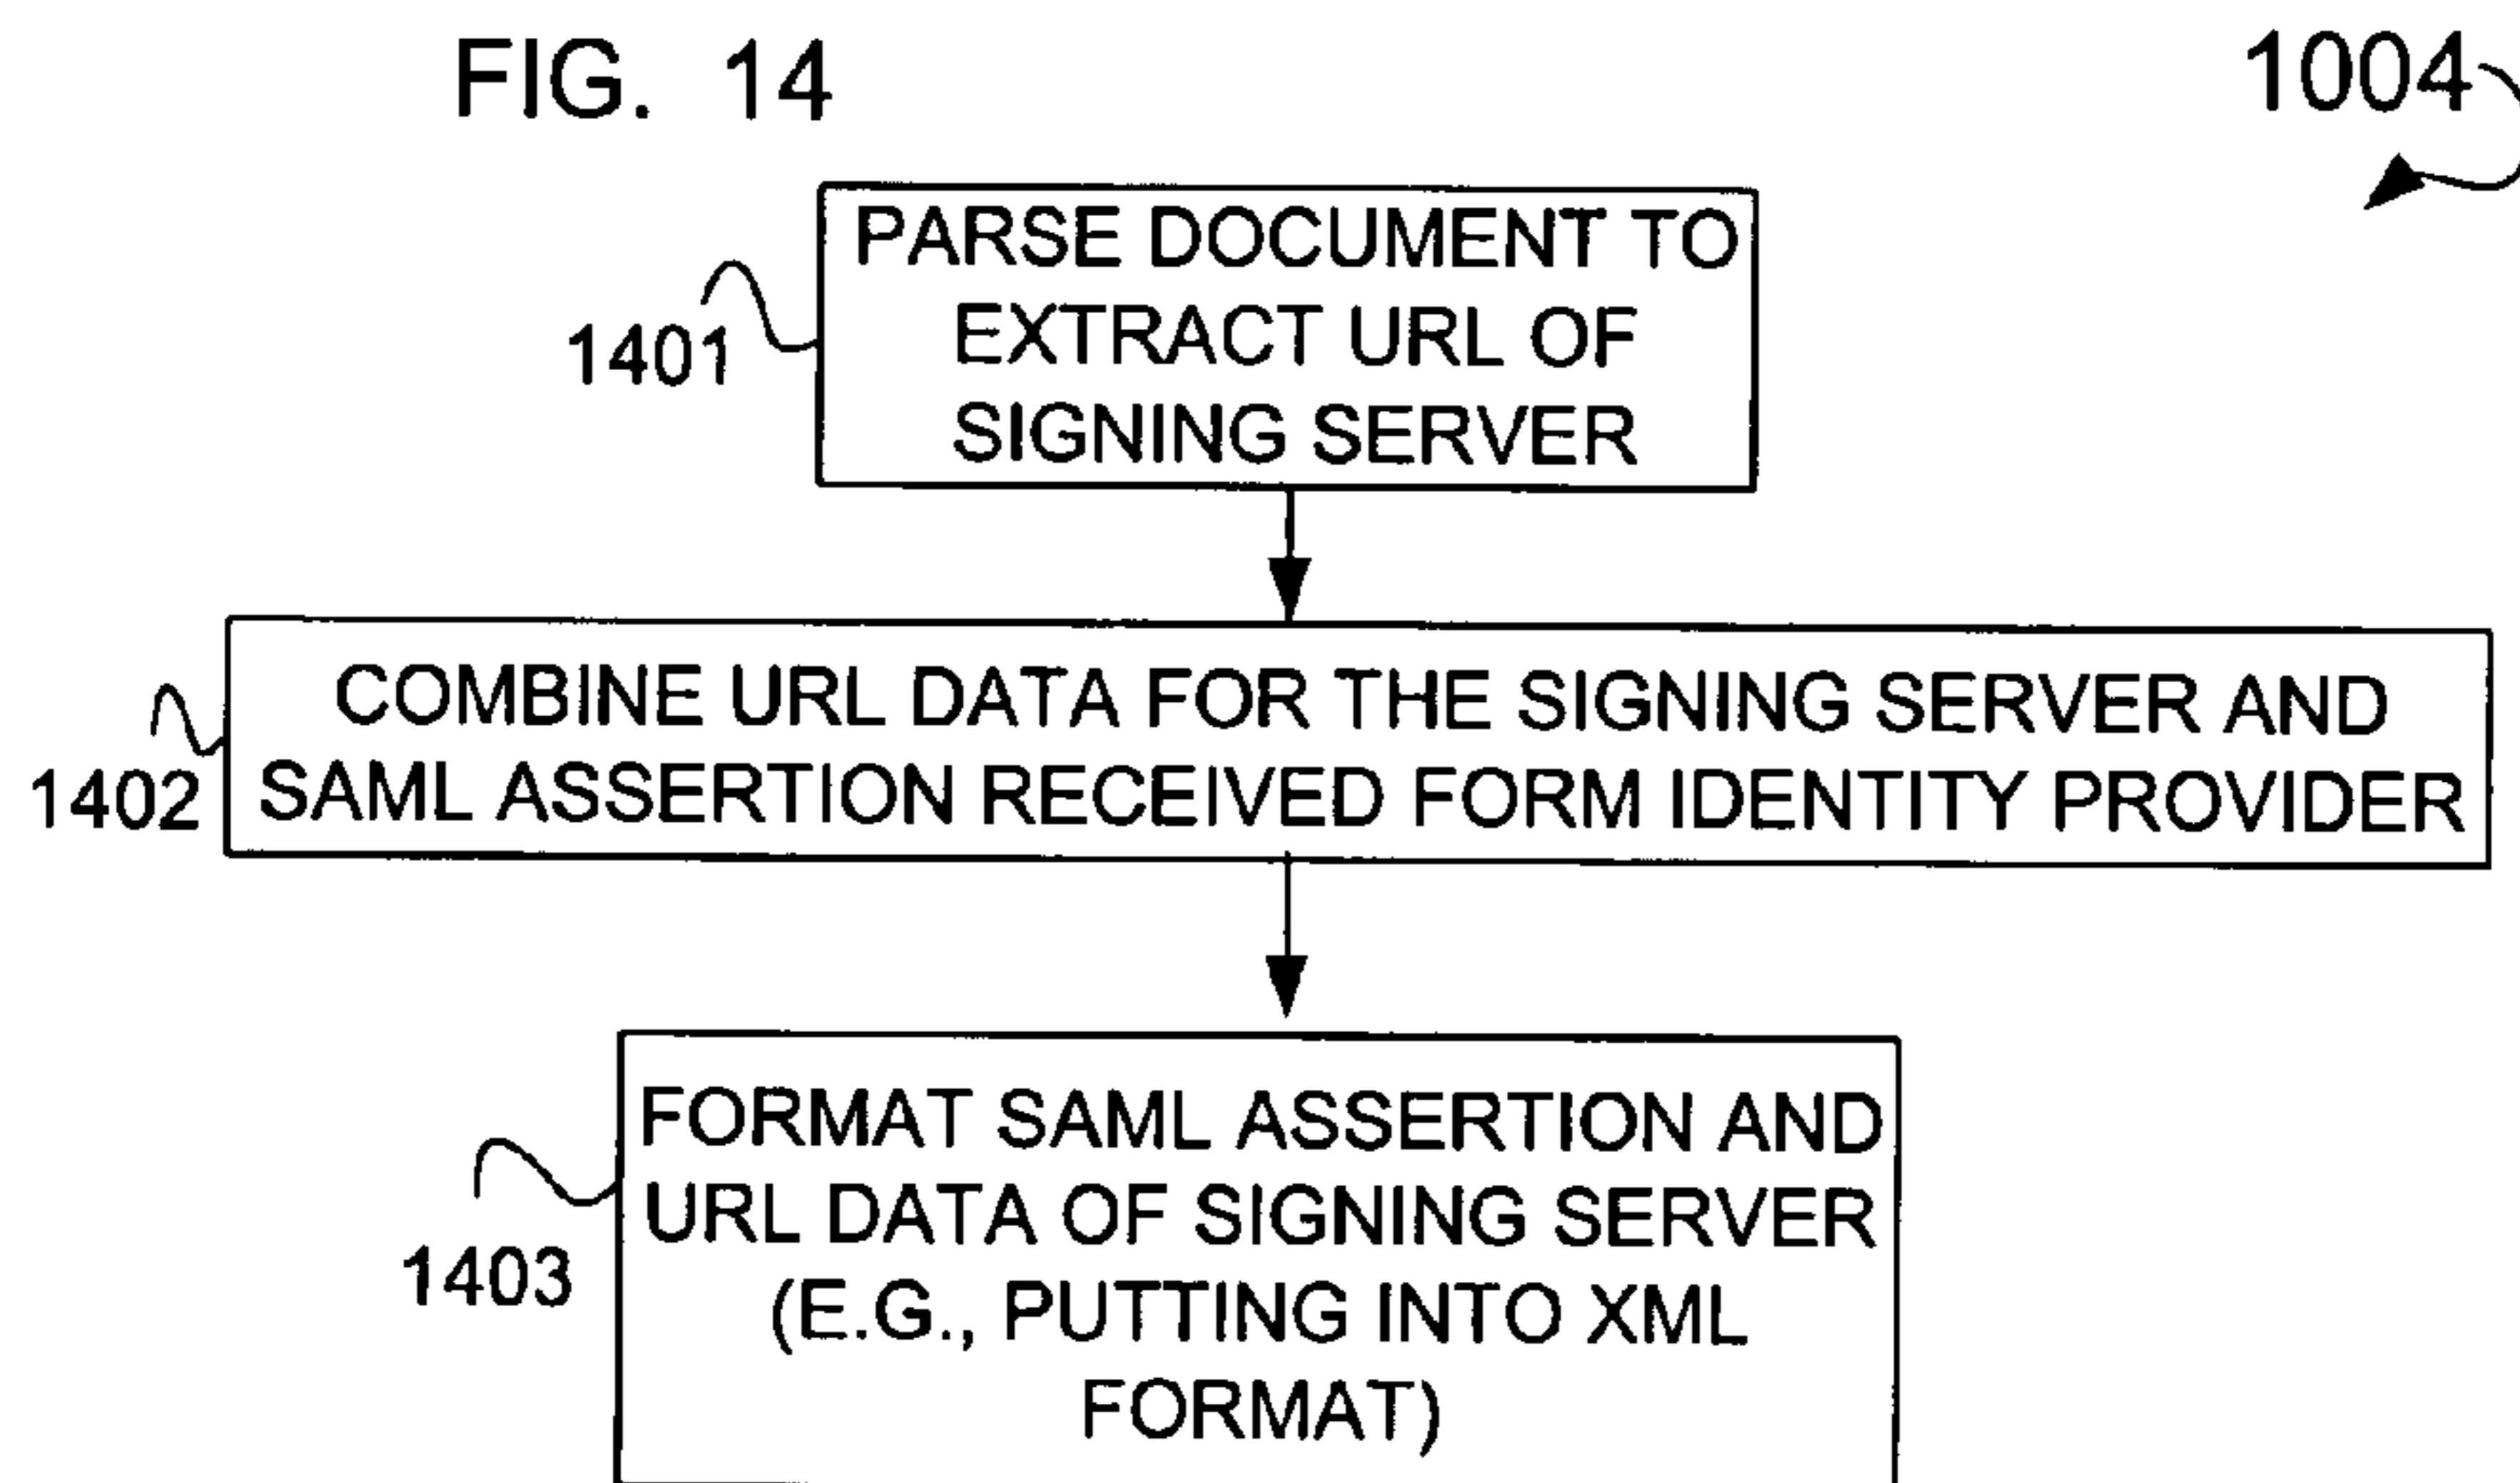 FIG. 14
1004
PARSE DOCUMENT TO
EXTRACT URL OF
SIGNING SERVER
1401
COMBINE URL DATA FOR THE SIGNING SERVER AND
SAML ASSERTION RECEIVED FORM IDENTITY PROVIDER
1402
FORMAT SAML ASSERTION AND
URL DATA OF SIGNING SERVER
(E.G., PUTTING INTO XML
FORMAT)
1403